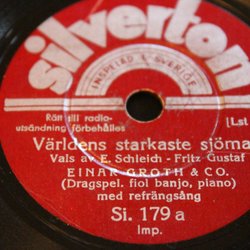 silverton
INSPELAD I SVERIGE
Rätt till radio-
utsändning förbehålles
[Lst
Världens starkaste sjöma
Vals av E. Schleich - Fritz Gustaf
EINAR GROTH & CO.
(Dragspel, fiol banjo, piano)
med refrängsång
Si. 179 a
Imp.